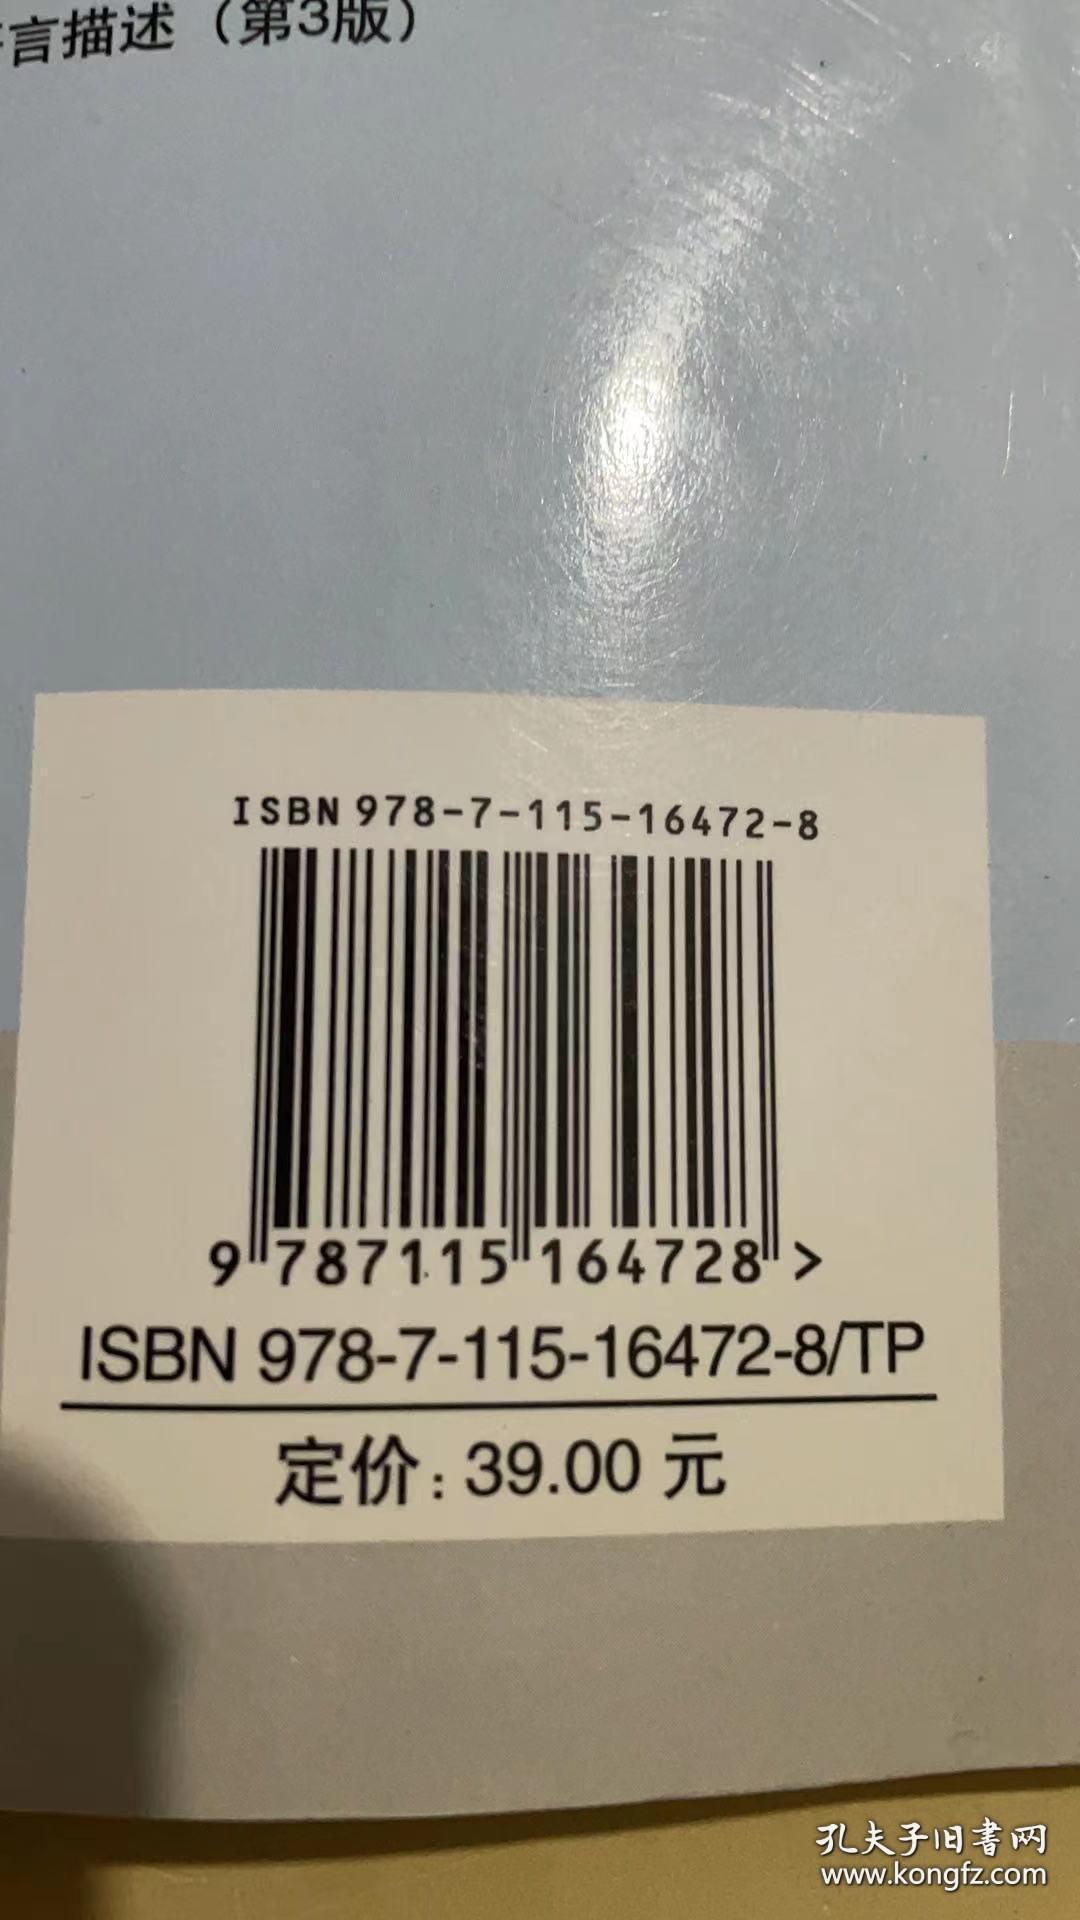 言描述（第3版）
ISBN 978-7-115-16472-8
9 787115 164728 >
ISBN 978-7-115-16472-8/TP
定价: 39.00 元
孔夫子旧書网
www.kongfz.com